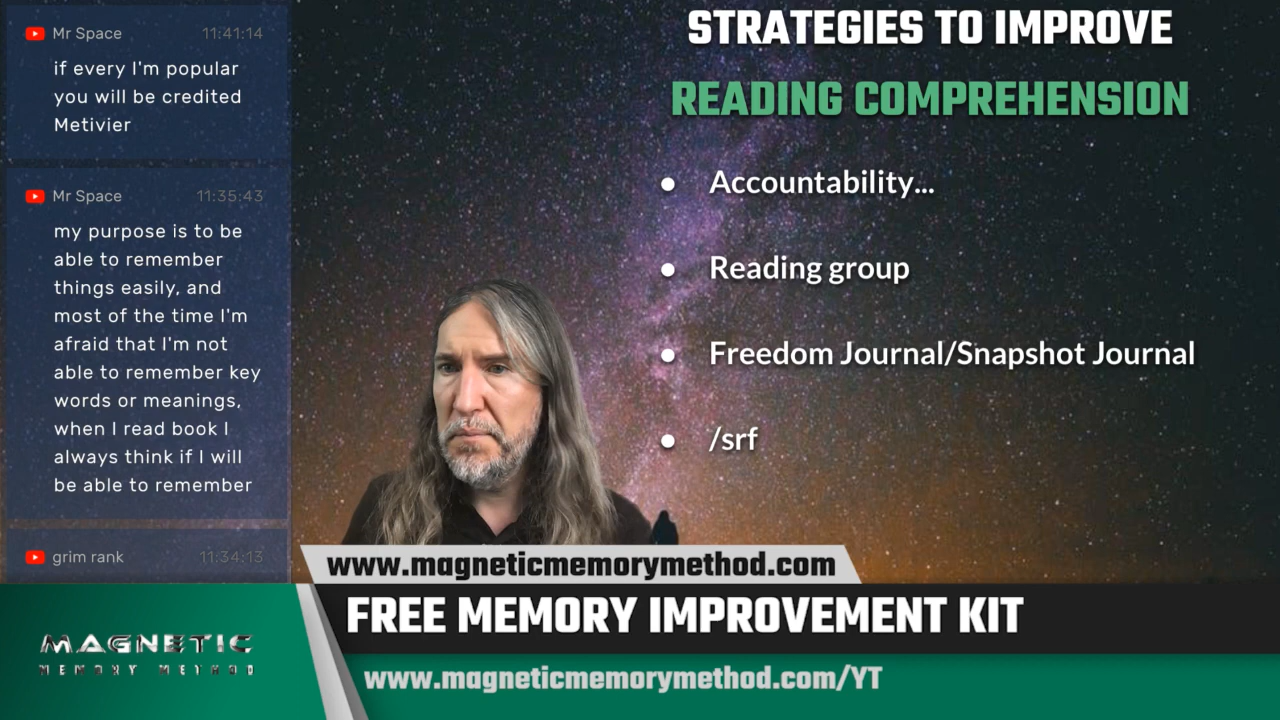 Mr Space 11:41:14
if every I'm popular
you will be credited
Metivier
Mr Space 11:35:43
my purpose is to be
able to remember
things easily, and
most of the time I'm
afraid that I'm not
able to remember key
words or meanings,
when I read book I
always think if I will
be able to remember
grim rank 11:34:13
STRATEGIES TO IMPROVE
READING COMPREHENSION
• Accountability...
• Reading group
• Freedom Journal/Snapshot Journal
• /srf
www.magneticmemorymethod.com
FREE MEMORY IMPROVEMENT KIT
www.magneticmemorymethod.com/YT
MAGNETIC
MEMORY METHOD